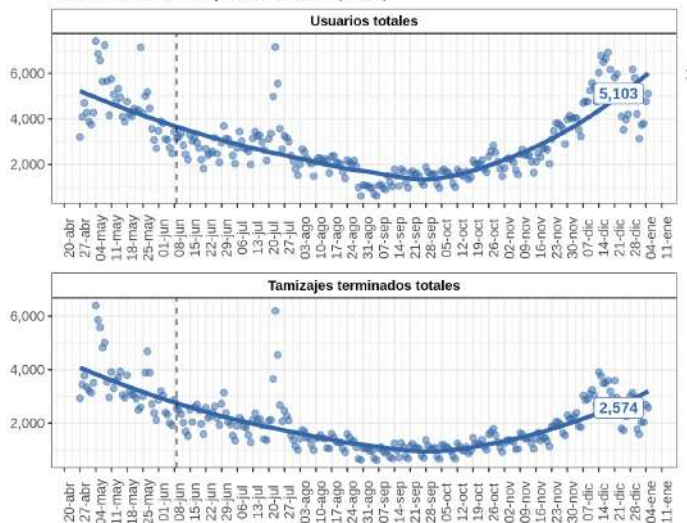 Usuarios totales
6,000
4,000
2,000
5,103
20-abr
27-abr
04-may
11-may
18-may
25-may
01-jun
08-jun
15-jun
22-jun
29-jun
06-jul
13-jul
20-jul
27-jul
03-ago
10-ago
17-ago
24-ago
31-ago
07-sep
14-sep
21-sep
28-sep
05-oct
12-oct
19-oct
26-oct
02-nov
09-nov
16-nov
23-nov
30-nov
07-dic
14-dic
21-dic
28-dic
04-ene
11-ene
Tamizajes terminados totales
6,000
4,000
2,000
2,574
20-abr
27-abr
04-may
11-may
18-may
25-may
01-jun
08-jun
15-jun
22-jun
29-jun
06-jul
13-jul
20-jul
27-jul
03-ago
10-ago
17-ago
24-ago
31-ago
07-sep
14-sep
21-sep
28-sep
05-oct
12-oct
19-oct
26-oct
02-nov
09-nov
16-nov
23-nov
30-nov
07-dic
14-dic
21-dic
28-dic
04-ene
11-ene